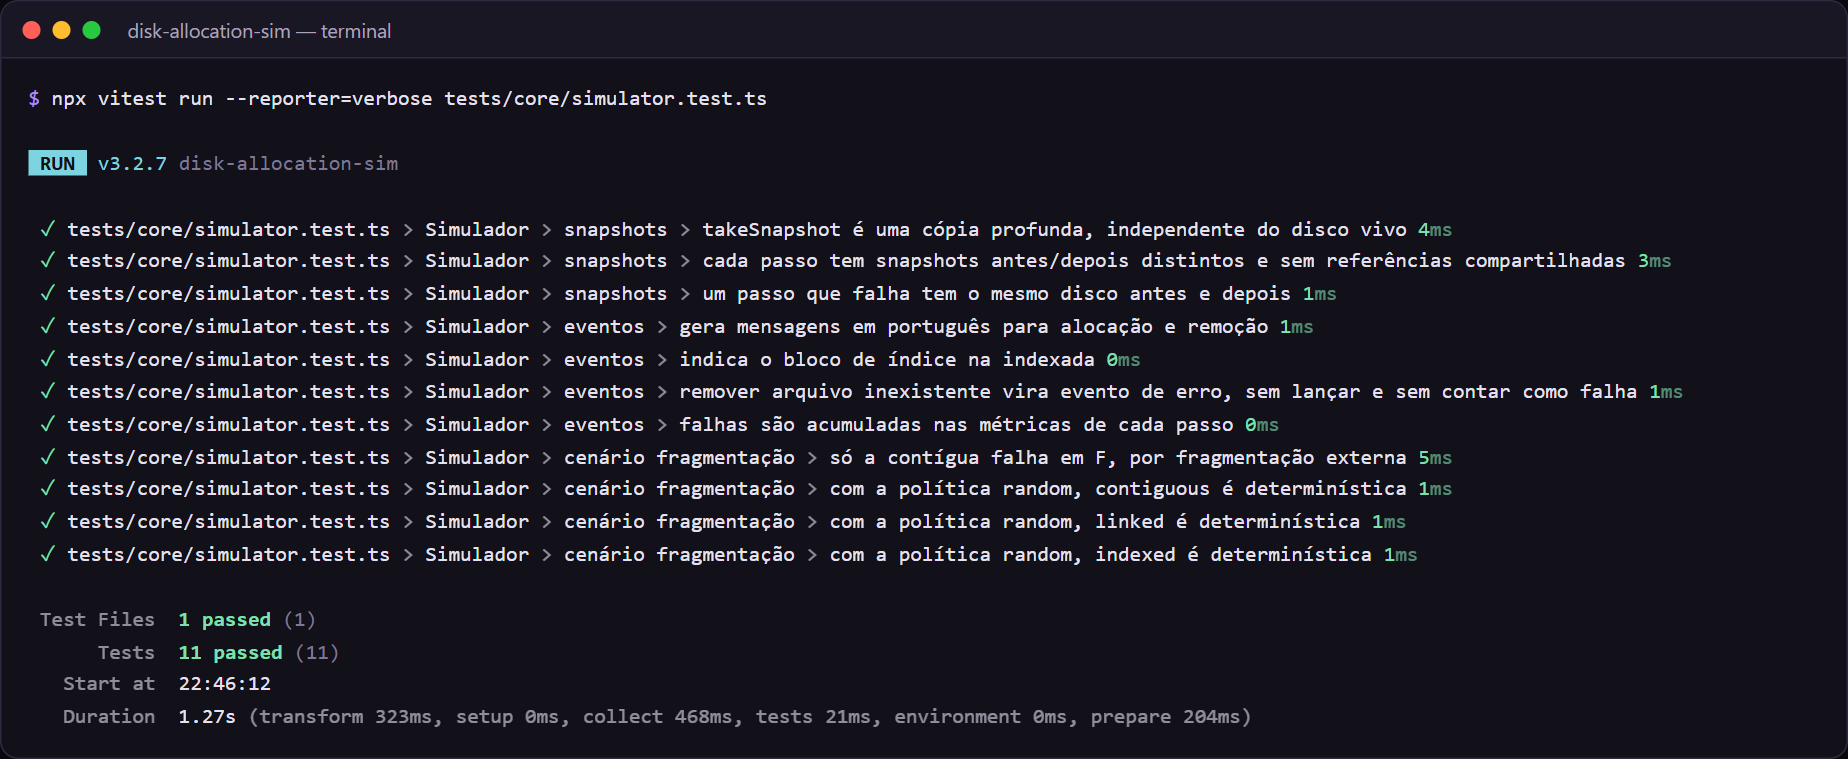 disk-allocation-sim — terminal
$ npx vitest run --reporter=verbose tests/core/simulator.test.ts
RUN v3.2.7 disk-allocation-sim
✓ tests/core/simulator.test.ts > Simulador > snapshots > takeSnapshot é uma cópia profunda, independente do disco vivo 4ms
✓ tests/core/simulator.test.ts > Simulador > snapshots > cada passo tem snapshots antes/depois distintos e sem referências compartilhadas 3ms
✓ tests/core/simulator.test.ts > Simulador > snapshots > um passo que falha tem o mesmo disco antes e depois 1ms
✓ tests/core/simulator.test.ts > Simulador > eventos > gera mensagens em português para alocação e remoção 1ms
✓ tests/core/simulator.test.ts > Simulador > eventos > indica o bloco de índice na indexada 0ms
✓ tests/core/simulator.test.ts > Simulador > eventos > remover arquivo inexistente vira evento de erro, sem lançar e sem contar como falha 1ms
✓ tests/core/simulator.test.ts > Simulador > eventos > falhas são acumuladas nas métricas de cada passo 0ms
✓ tests/core/simulator.test.ts > Simulador > cenário fragmentação > só a contígua falha em F, por fragmentação externa 5ms
✓ tests/core/simulator.test.ts > Simulador > cenário fragmentação > com a política random, contiguous é determinística 1ms
✓ tests/core/simulator.test.ts > Simulador > cenário fragmentação > com a política random, linked é determinística 1ms
✓ tests/core/simulator.test.ts > Simulador > cenário fragmentação > com a política random, indexed é determinística 1ms
Test Files 1 passed (1)
Tests 11 passed (11)
Start at 22:46:12
Duration 1.27s (transform 323ms, setup 0ms, collect 468ms, tests 21ms, environment 0ms, prepare 204ms)